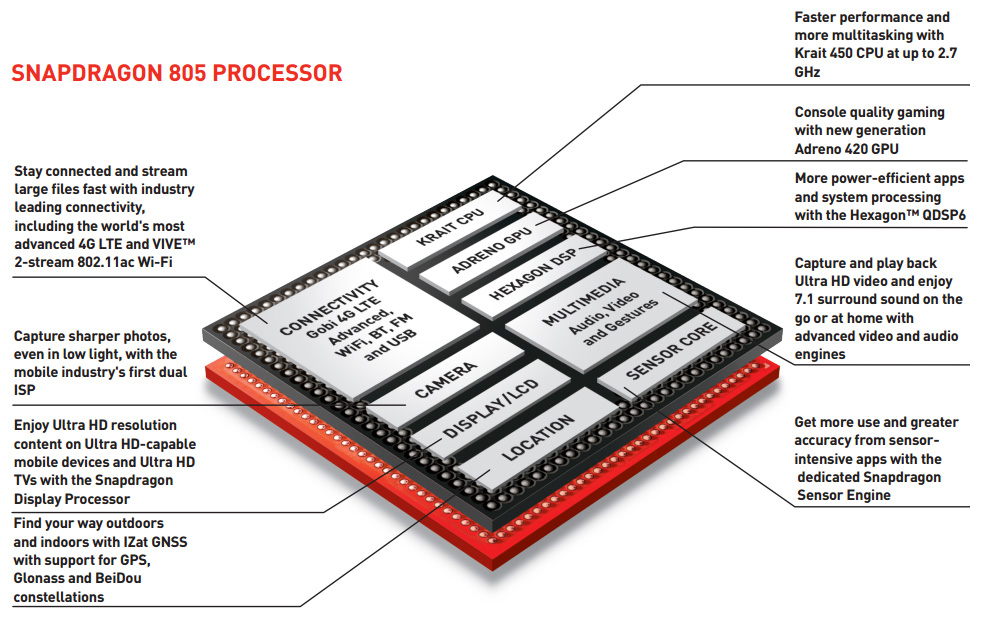 SNAPDRAGON 805 PROCESSOR
Faster performance and
more multitasking with
Krait 450 CPU at up to 2.7
GHz
Console quality gaming
with new generation
Adreno 420 GPU
More power-efficient apps
and system processing
with the Hexagon™ QDSP6
Capture and play back
Ultra HD video and enjoy
7.1 surround sound on the
go or at home with
advanced video and audio
engines
Get more use and greater
accuracy from sensor-
intensive apps with the
dedicated Snapdragon
Sensor Engine
Stay connected and stream
large files fast with industry
leading connectivity,
including the world's most
advanced 4G LTE and VIVE™
2-stream 802.11ac Wi-Fi
Capture sharper photos,
even in low light, with the
mobile industry's first dual
ISP
Enjoy Ultra HD resolution
content on Ultra HD-capable
mobile devices and Ultra HD
TVs with the Snapdragon
Display Processor
Find your way outdoors
and indoors with IZat GNSS
with support for GPS,
Glonass and BeiDou
constellations
KRAIT CPU
ADRENO GPU
HEXAGON DSP
CONNECTIVITY
Gobi 4G LTE
Advanced,
WiFi, BT, FM
and USB
MULTIMEDIA
Audio, Video
and Gestures
SENSOR CORE
CAMERA
DISPLAY/LCD
LOCATION